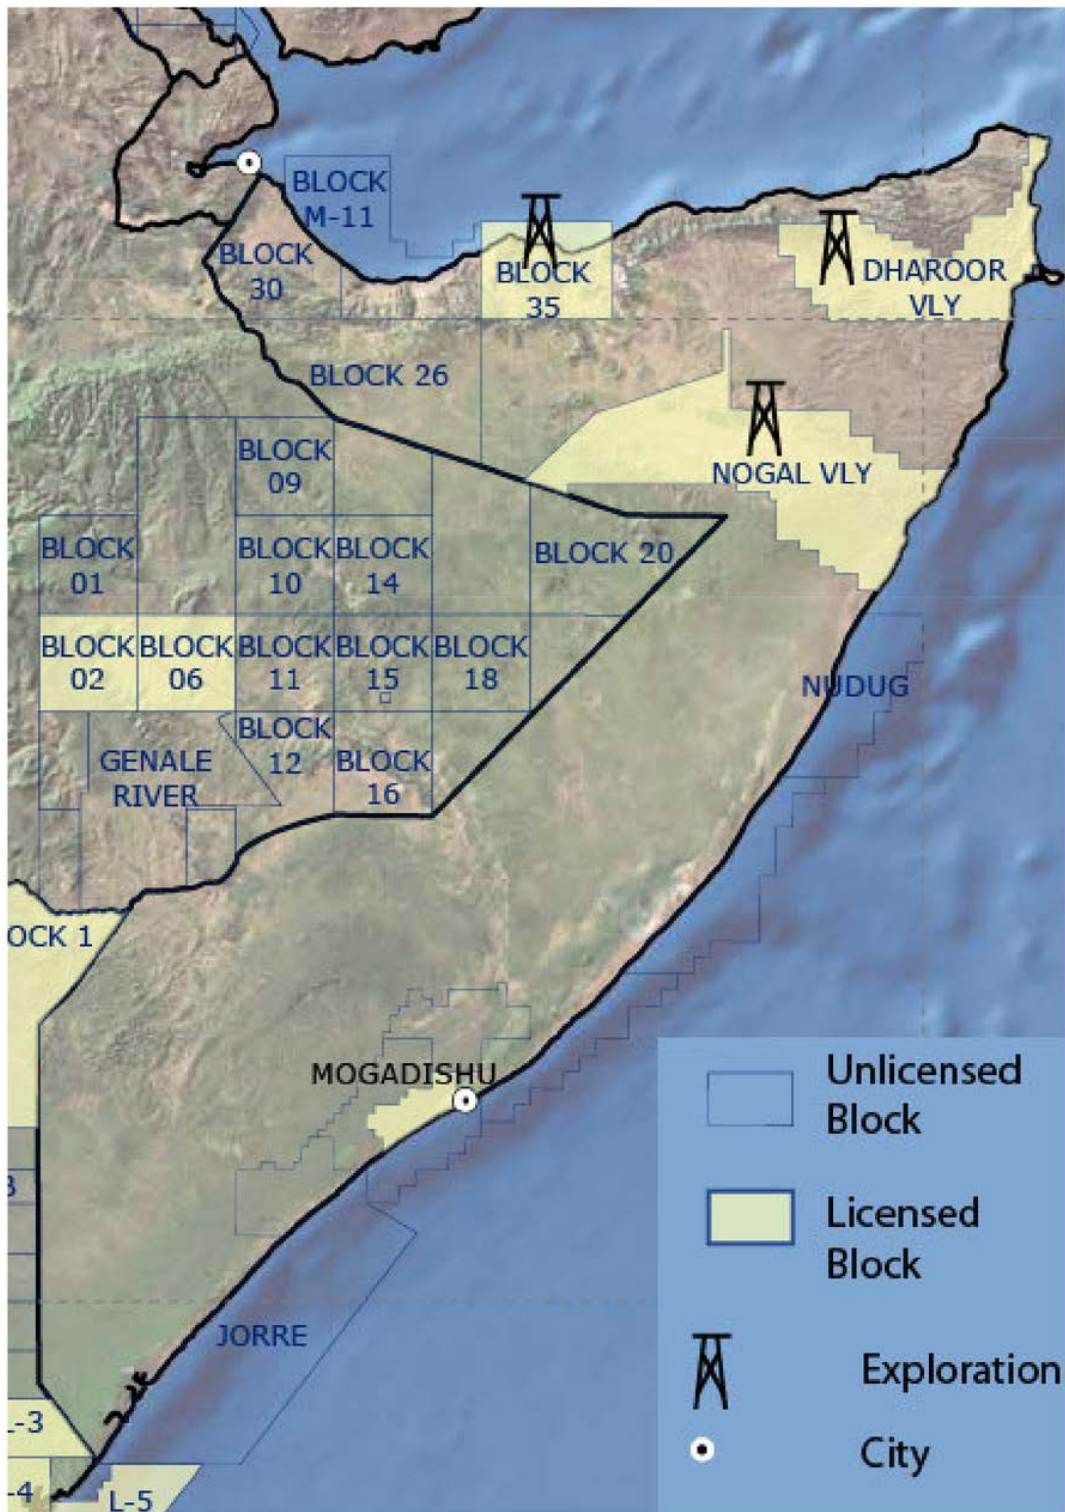 BLOCK
M-11
BLOCK
30
BLOCK
35
DHAROOR
VLY
BLOCK 26
NOGAL VLY
BLOCK
09
BLOCK
01
BLOCK
10
BLOCK
14
BLOCK 20
BLOCK
02
BLOCK
06
BLOCK
11
BLOCK
15
BLOCK
18
NUDUG
BLOCK
12
GENALE
RIVER
BLOCK
16
OCK 1
MOGADISHU
JORRE
-3
-4
L-5
Unlicensed
Block
Licensed
Block
Exploration
City